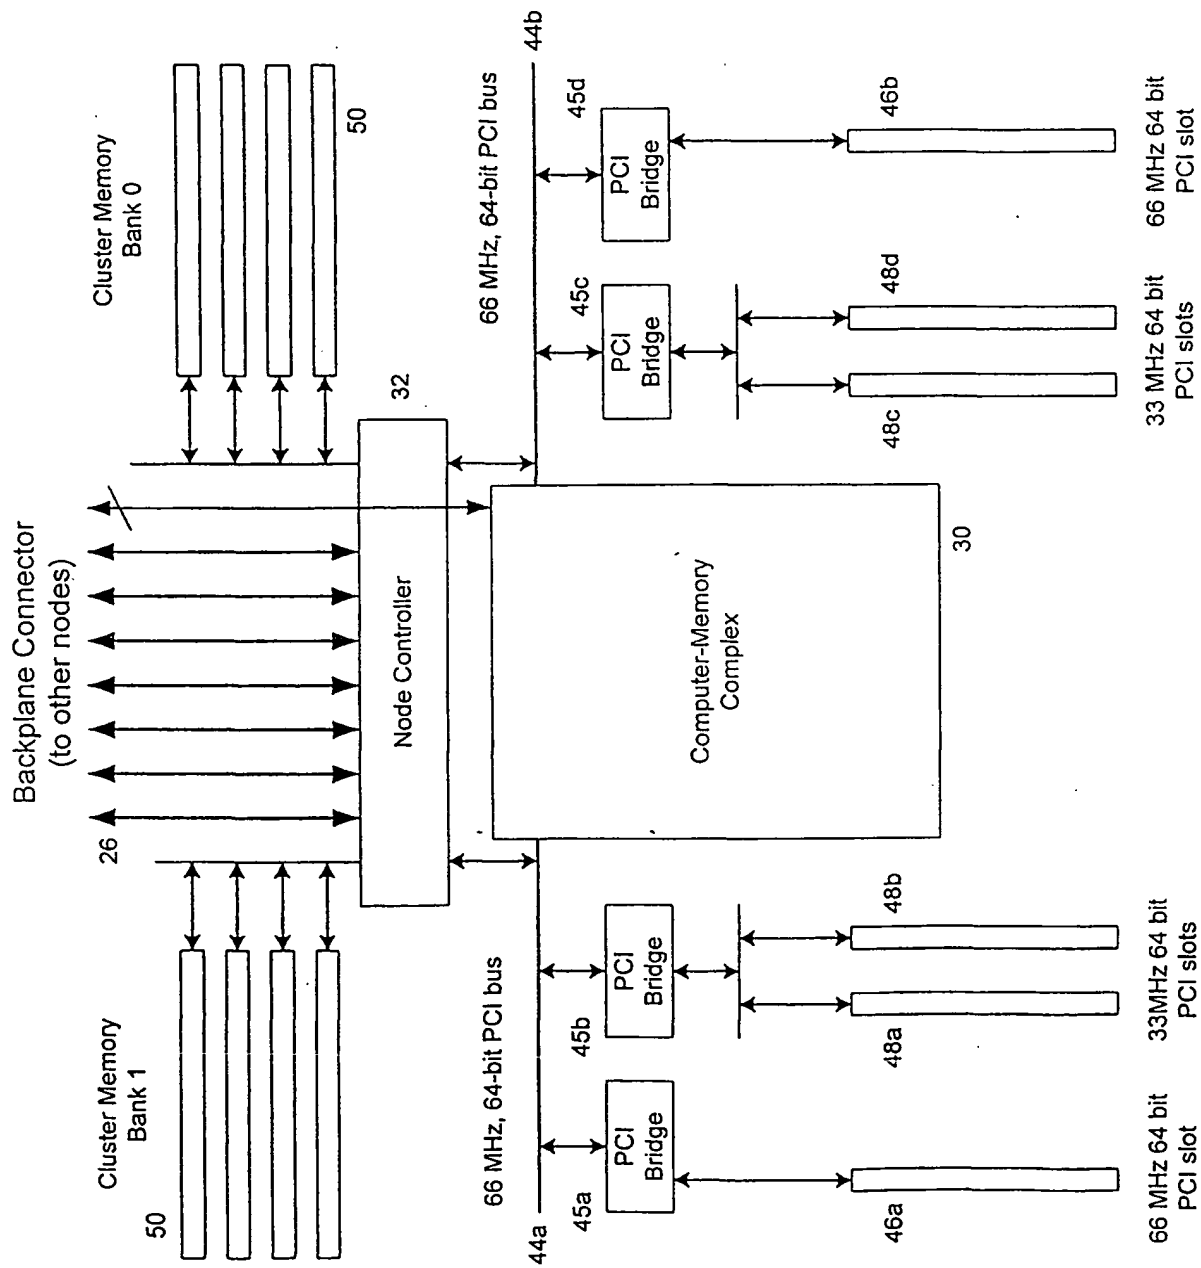 Backplane Connector
(to other nodes)
Cluster Memory
Bank 1
Cluster Memory
Bank 0
50
26
50
32
Node Controller
66 MHz, 64-bit PCI bus
66 MHz, 64-bit PCI bus
44a
44b
45a
45b
45c
45d
PCI
Bridge
PCI
Bridge
PCI
Bridge
PCI
Bridge
Computer-Memory
Complex
30
46a
48a
48b
48c
48d
46b
66 MHz 64 bit
PCI slot
33MHz 64 bit
PCI slots
33 MHz 64 bit
PCI slots
66 MHz 64 bit
PCI slot